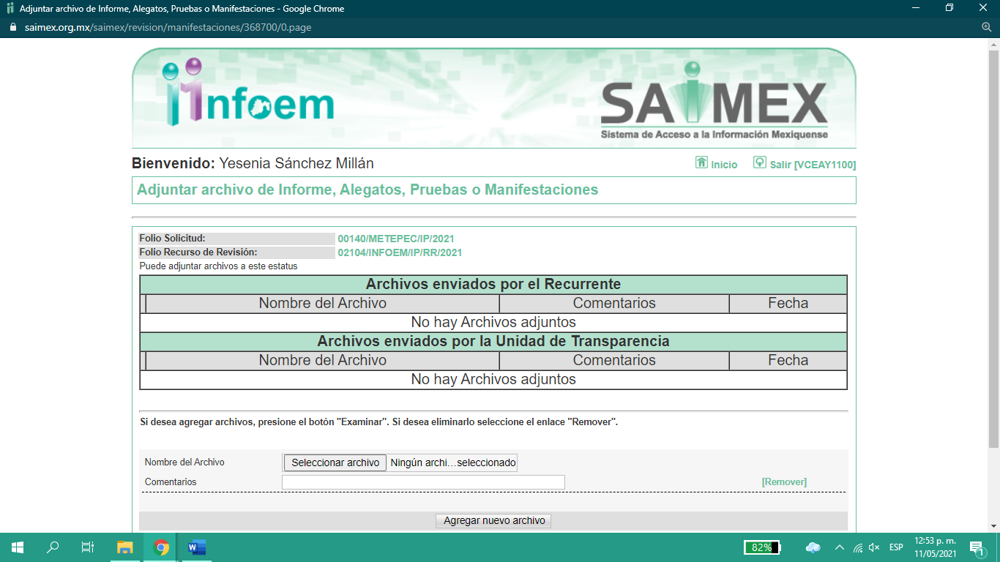 Adjuntar archivo de Informe, Alegatos, Pruebas o Manifestaciones - Google Chrome
saimex.org.mx/saimex/revision/manifestaciones/368700/0.page
infoem
SAIMEX
Sistema de Acceso a la Información Mexiquense
Bienvenido: Yesenia Sánchez Millán
Inicio Salir [VCEAY1100]
Adjuntar archivo de Informe, Alegatos, Pruebas o Manifestaciones
Folio Solicitud: 00140/METEPEC/IP/2021
Folio Recurso de Revisión: 02104/INFOEM/IP/RR/2021
Puede adjuntar archivos a este estatus
Archivos enviados por el Recurrente
Nombre del Archivo Comentarios Fecha
No hay Archivos adjuntos
Archivos enviados por la Unidad de Transparencia
Nombre del Archivo Comentarios Fecha
No hay Archivos adjuntos
Si desea agregar archivos, presione el botón "Examinar". Si desea eliminarlo seleccione el enlace "Remover".
Nombre del Archivo Seleccionar archivo Ningún archi...seleccionado
Comentarios [Remover]
Agregar nuevo archivo
82% ESP 12:53 p. m.
11/05/2021 1